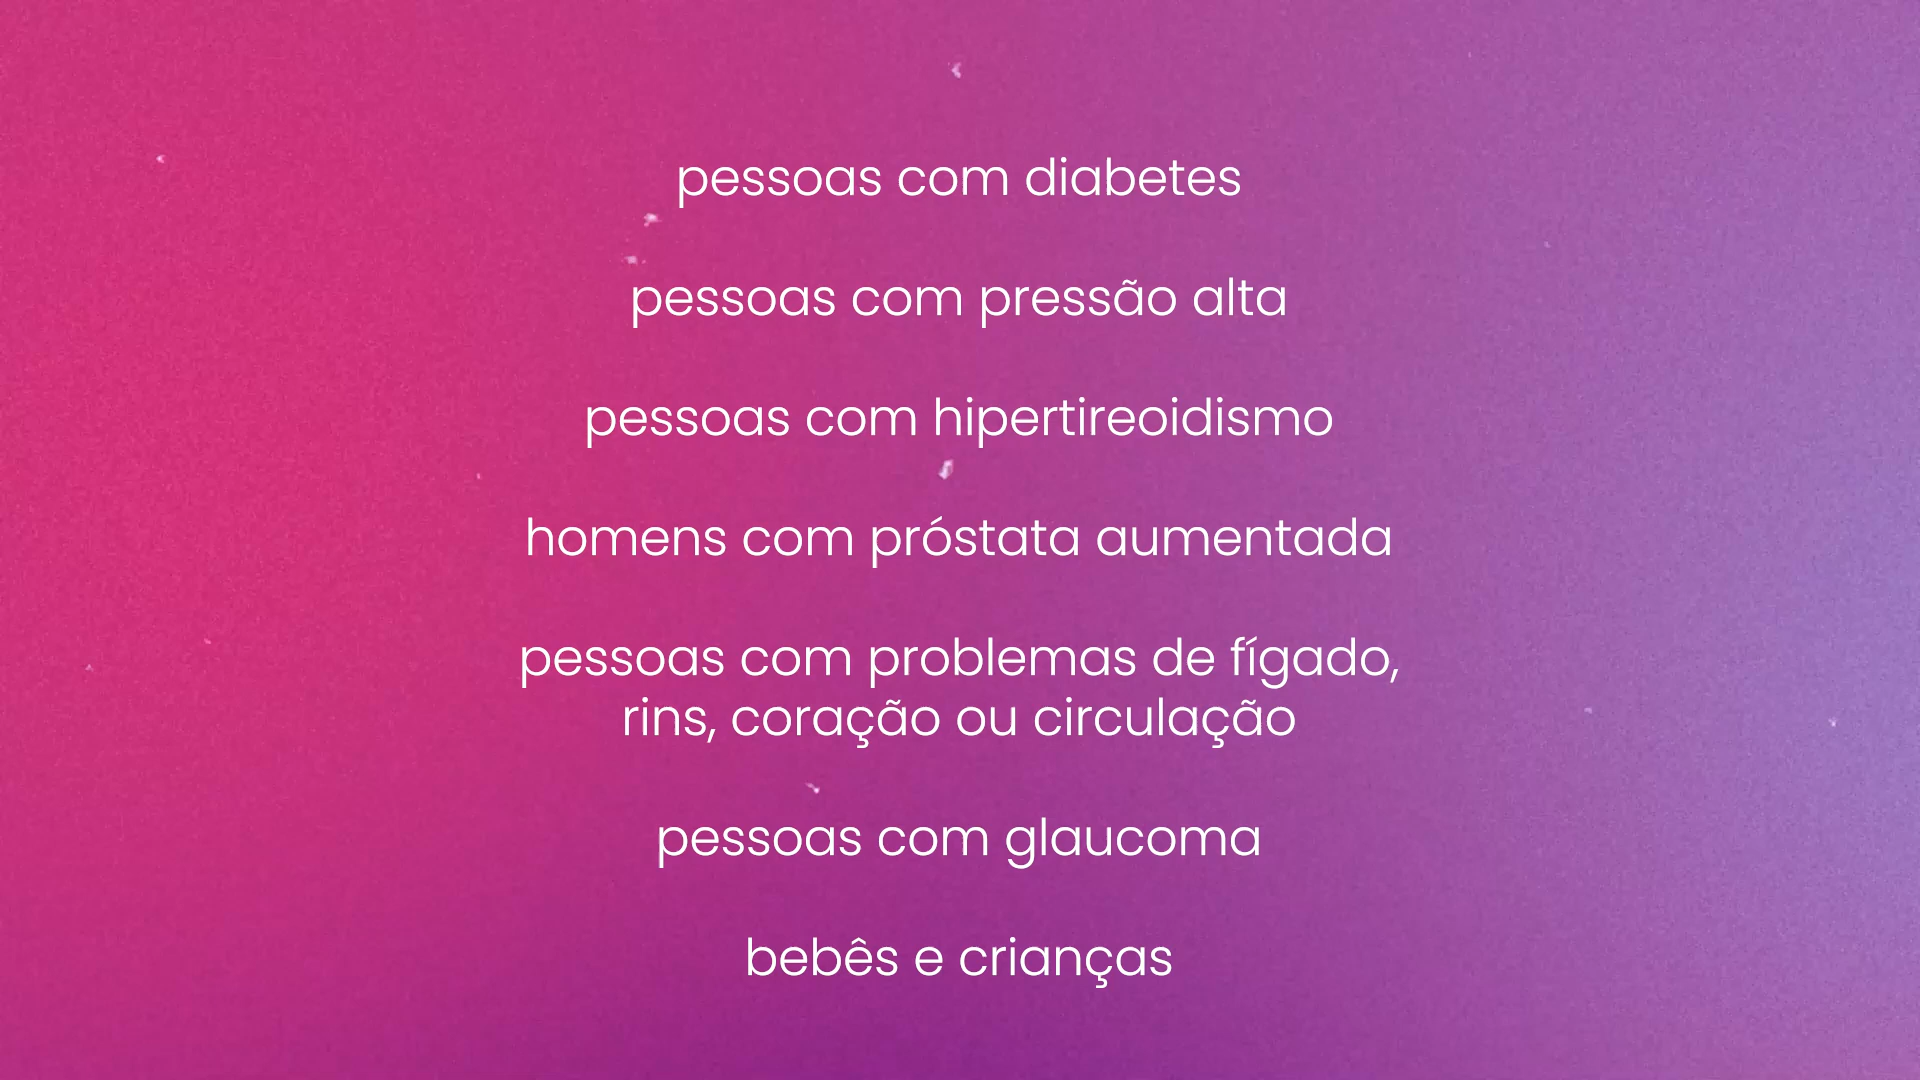 pessoas com diabetes
pessoas com pressão alta
pessoas com hipertireoidismo
homens com próstata aumentada
pessoas com problemas de fígado,
rins, coração ou circulação
pessoas com glaucoma
bebês e crianças